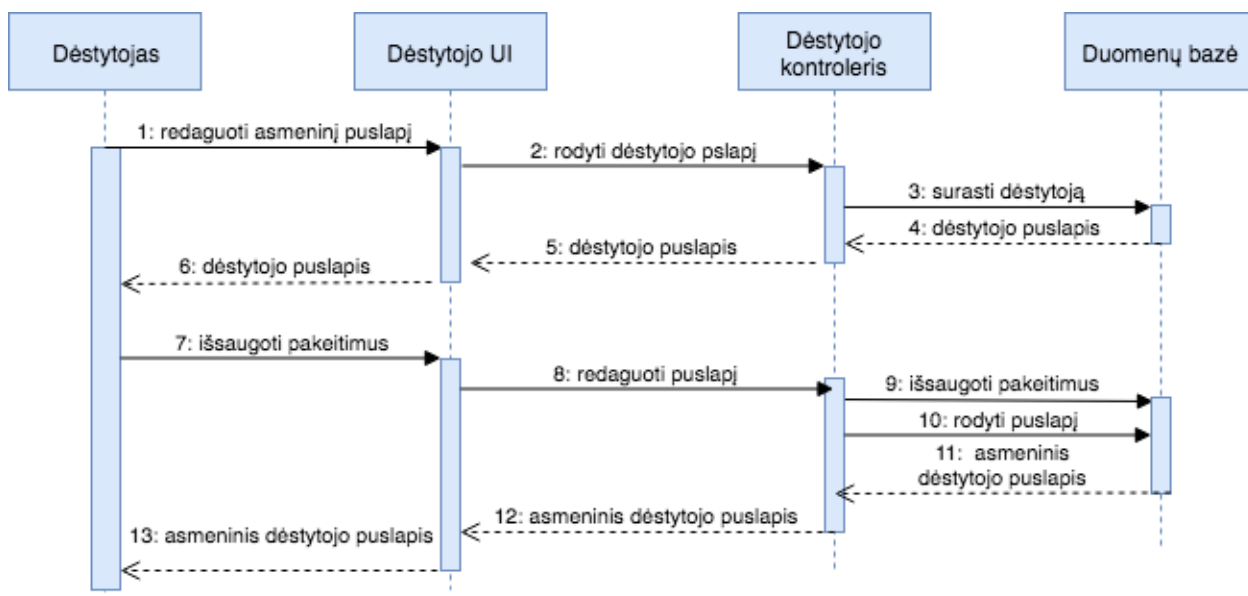 Dėstytojas
Dėstytojo UI
Dėstytojo
kontroleris
Duomenų bazė
1: redaguoti asmeninį puslapį
2: rodyti dėstytojo pslapį
3: surasti dėstytoją
4: dėstytojo puslapis
5: dėstytojo puslapis
6: dėstytojo puslapis
7: išsaugoti pakeitimus
8: redaguoti puslapį
9: išsaugoti pakeitimus
10: rodyti puslapį
11: asmeninis
dėstytojo puslapis
12: asmeninis dėstytojo puslapis
13: asmeninis dėstytojo puslapis